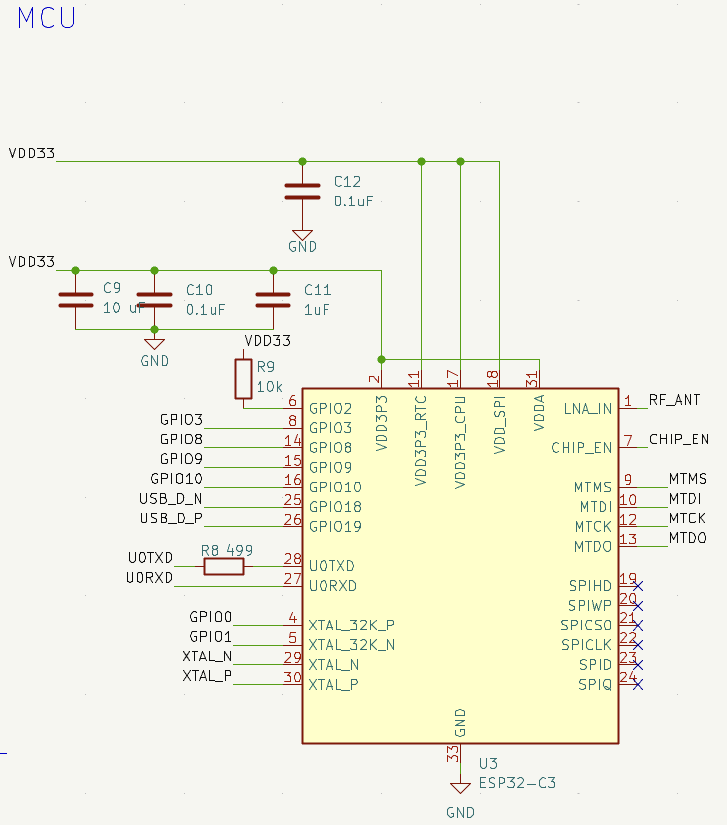 MCU
VDD33
C12
0.1uF
GND
VDD33
C9
10 uF
C10
0.1uF
C11
1uF
GND
VDD33
R9
10k
2
11
17
18
31
VDD3P3
VDD3P3_RTC
VDD3P3_CPU
VDD_SPI
VDDA
6 GPIO2
GPIO3 8 GPIO3
GPIO8 14 GPIO8
GPIO9 15 GPIO9
GPIO10 16 GPIO10
USB_D_N 25 GPIO18
USB_D_P 26 GPIO19
U0TXD R8 499 28 U0TXD
U0RXD 27 U0RXD
GPIO0 4 XTAL_32K_P
GPIO1 5 XTAL_32K_N
XTAL_N 29 XTAL_N
XTAL_P 30 XTAL_P
LNA_IN 1 RF_ANT
CHIP_EN 7 CHIP_EN
MTMS 9 MTMS
MTDI 10 MTDI
MTCK 12 MTCK
MTDO 13 MTDO
SPIHD 19
SPIWP 20
SPICS0 21
SPICLK 22
SPID 23
SPIQ 24
GND
33
U3
ESP32-C3
GND